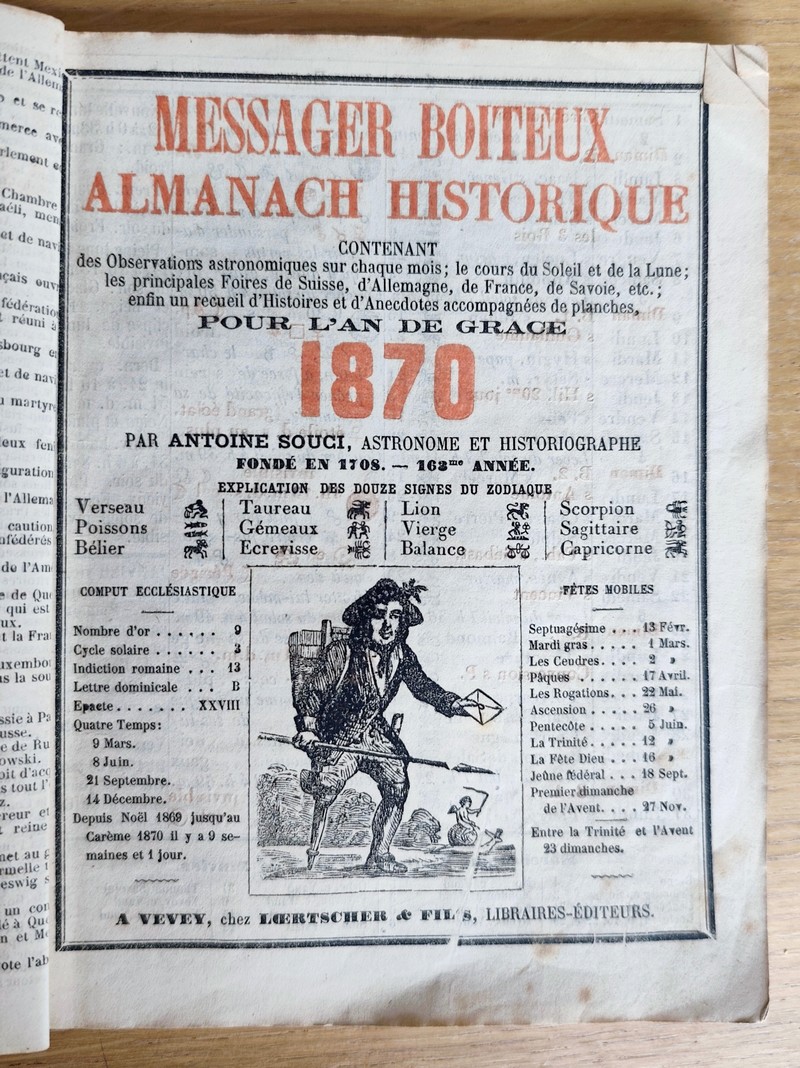 MESSAGER BOITEUX
ALMANACH HISTORIQUE
CONTENANT
des Observations astronomiques sur chaque mois; le cours du Soleil et de la Lune;
les principales Foires de Suisse, d'Allemagne, de France, de Savoie, etc.;
enfin un recueil d'Histoires et d'Anecdotes accompagnées de planches,
POUR L'AN DE GRACE
1870
PAR ANTOINE SOUCI, ASTRONOME ET HISTORIOGRAPHE
FONDÉ EN 1708. — 163me ANNÉE.
EXPLICATION DES DOUZE SIGNES DU ZODIAQUE
Verseau Taureau Lion Scorpion
Poissons Gémeaux Vierge Sagittaire
Bélier Ecrevisse Balance Capricorne
COMPUT ECCLÉSIASTIQUE
Nombre d'or . . . . . . 9
Cycle solaire . . . . . . 3
Indiction romaine . . . 13
Lettre dominicale . . . B
Epacte . . . . . . . XXVIII
Quatre Temps:
9 Mars.
8 Juin.
21 Septembre.
14 Décembre.
Depuis Noël 1869 jusqu'au
Carème 1870 il y a 9 se-
maines et 1 jour.
FÊTES MOBILES
Septuagésime . . . 13 Févr.
Mardi gras . . . . . 1 Mars.
Les Cendres . . . . 2 »
Pâques . . . . . . 17 Avril.
Les Rogations . . . 22 Mai.
Ascension . . . . . 26 »
Pentecôte . . . . . 5 Juin.
La Trinité . . . . . 12 »
La Fête Dieu . . . . 16 »
Jeûne fédéral . . . 18 Sept.
Premier dimanche
de l'Avent . . . . 27 Nov.
Entre la Trinité et l'Avent
23 dimanches.
A VEVEY, chez LŒRTSCHER & FILS, LIBRAIRES-ÉDITEURS.